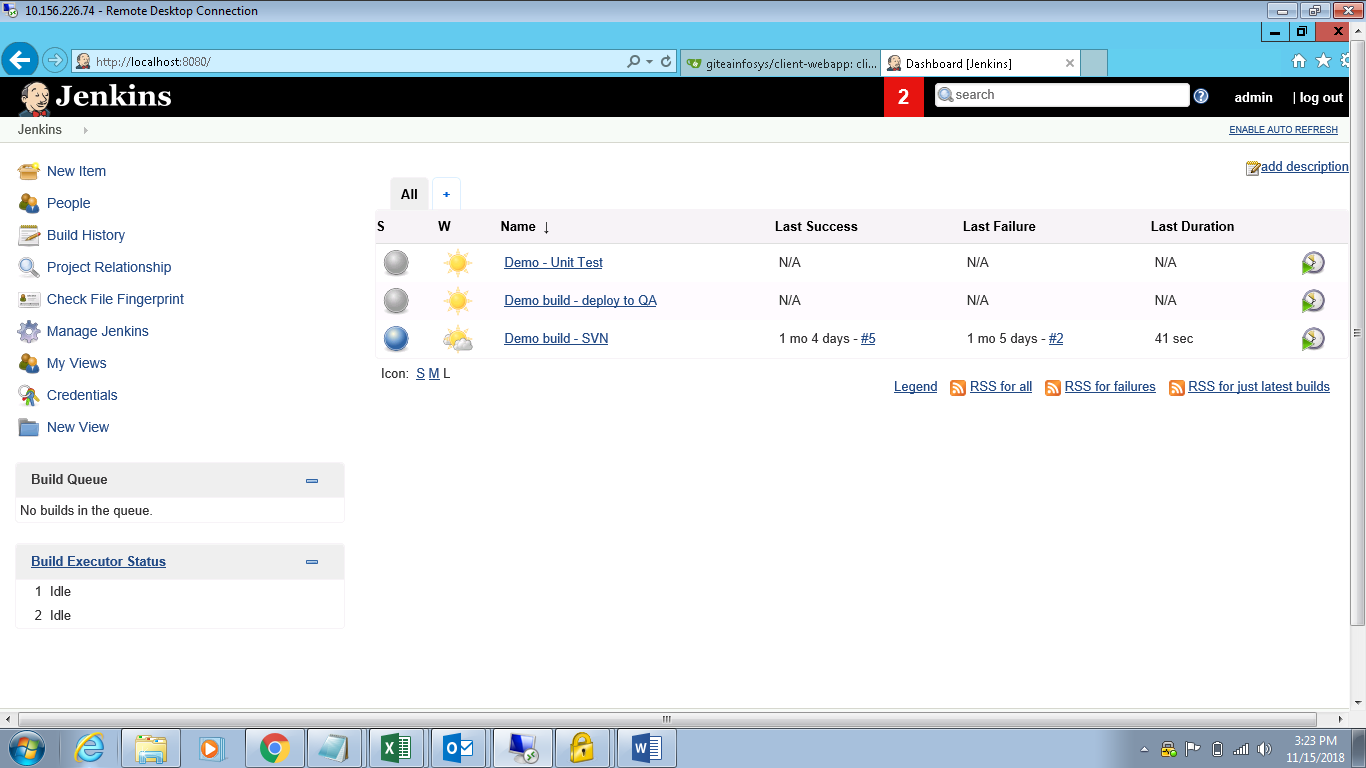 10.156.226.74 - Remote Desktop Connection
http://localhost:8080/
giteainfosys/client-webapp: cli...
Dashboard [Jenkins]
Jenkins
2
search
admin
| log out
Jenkins
ENABLE AUTO REFRESH
New Item
People
Build History
Project Relationship
Check File Fingerprint
Manage Jenkins
My Views
Credentials
New View
Build Queue
No builds in the queue.
Build Executor Status
1 Idle
2 Idle
add description
All +
S W Name ↓ Last Success Last Failure Last Duration
Demo - Unit Test N/A N/A N/A
Demo build - deploy to QA N/A N/A N/A
Demo build - SVN 1 mo 4 days - #5 1 mo 5 days - #2 41 sec
Icon: S M L
Legend RSS for all RSS for failures RSS for just latest builds
3:23 PM
11/15/2018